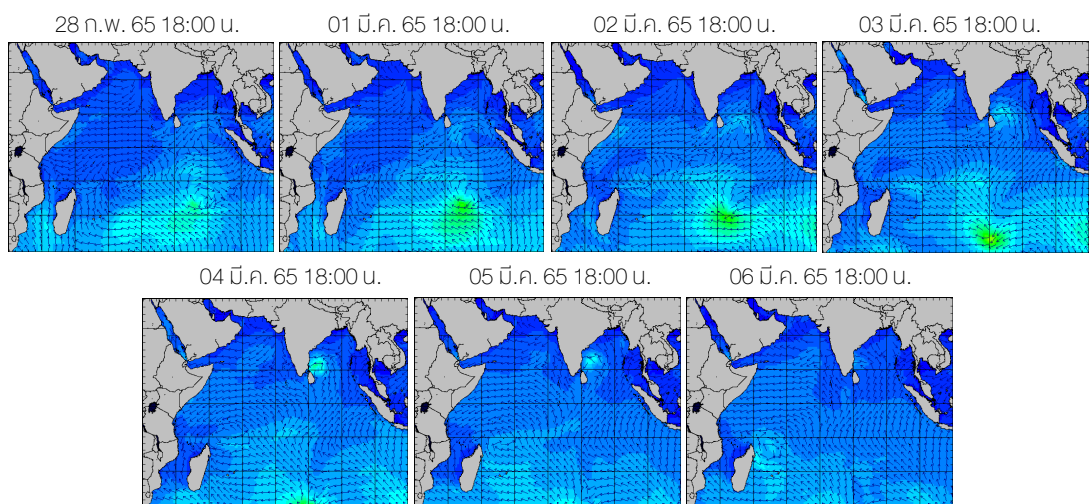 28 ก.พ. 65 18:00 น.
01 มี.ค. 65 18:00 น.
02 มี.ค. 65 18:00 น.
03 มี.ค. 65 18:00 น.
04 มี.ค. 65 18:00 น.
05 มี.ค. 65 18:00 น.
06 มี.ค. 65 18:00 น.